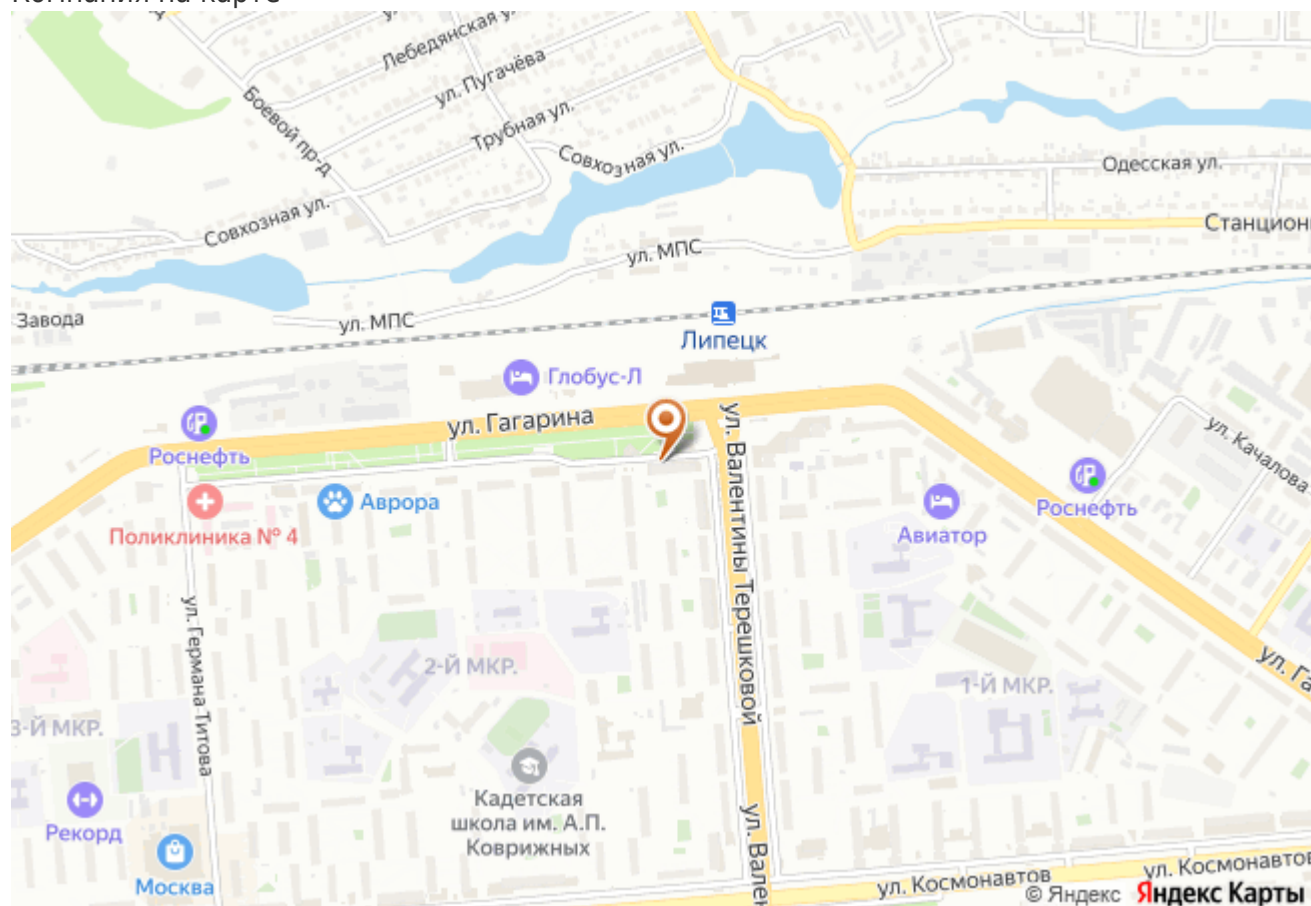 Компания на карте
Лебедянская ул.
ул. Пугачёва
Боевой пр-д
Трубная ул.
Совхозная ул.
Одесская ул.
Совхозная ул.
Станцион
ул. МПС
Завода
ул. МПС
Липецк
Глобус-Л
ул. Гагарина
Роснефть
ул. Качалова
Аврора
Роснефть
Поликлиника № 4
Авиатор
ул. Валентины Терешковой
ул. Германа Титова
2-Й МКР.
1-Й МКР.
ул. Га
3-Й МКР.
Кадетская
школа им. А.П.
Коврижных
Рекорд
Москва
ул. Вален
ул. Космонавтов
ул. Космонавтов
© Яндекс Яндекс Карты